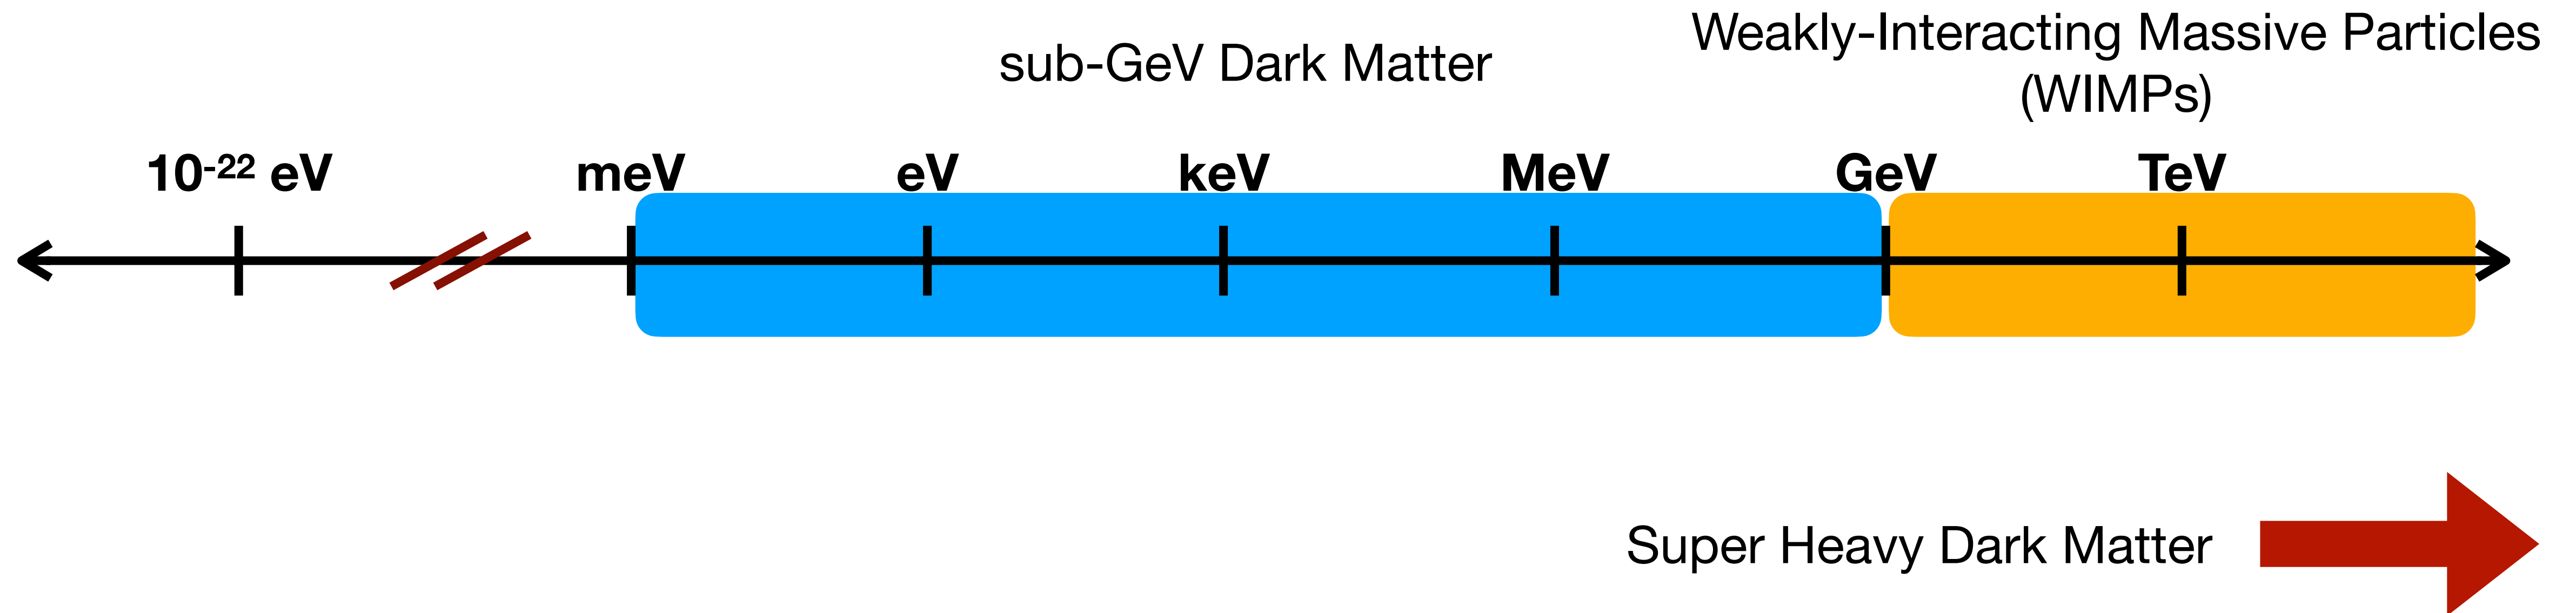 Weakly-Interacting Massive Particles
sub-GeV Dark Matter
(WIMPs)
10⁻²² eV meV eV keV MeV GeV TeV
Super Heavy Dark Matter